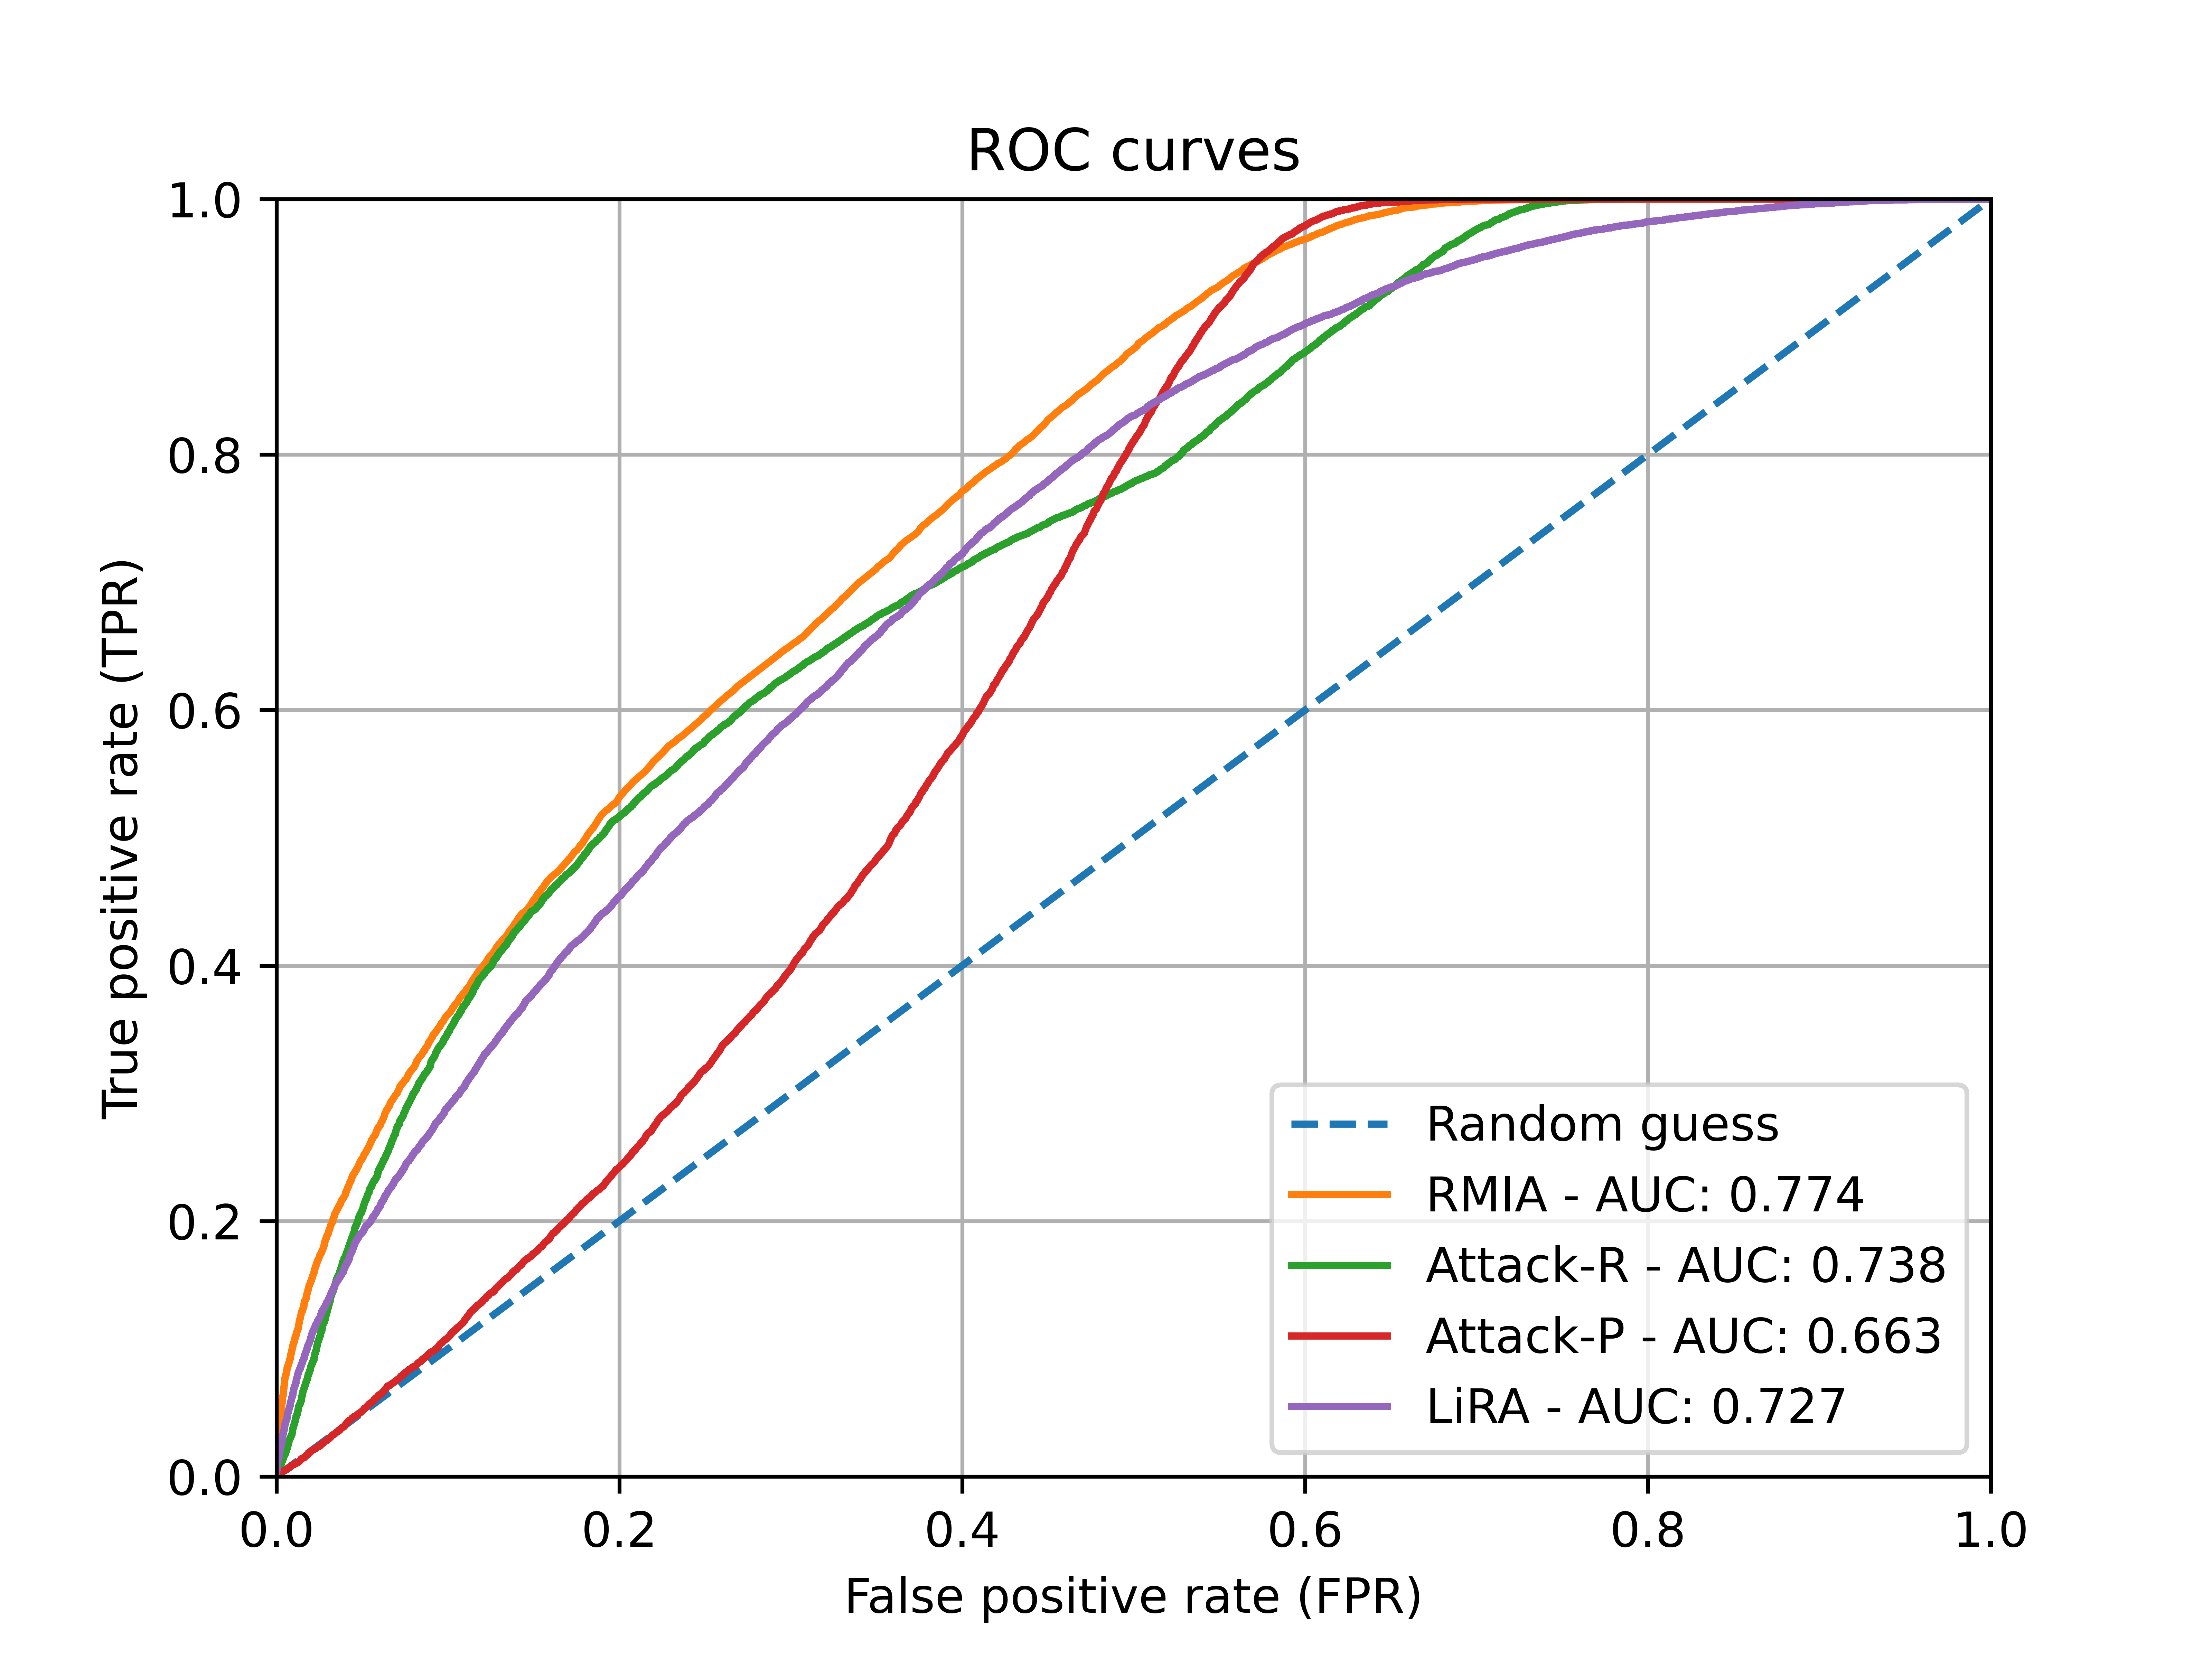 ROC curves
1.0
0.8
0.6
0.4
0.2
0.0
True positive rate (TPR)
0.0 0.2 0.4 0.6 0.8 1.0
False positive rate (FPR)
Random guess
RMIA - AUC: 0.774
Attack-R - AUC: 0.738
Attack-P - AUC: 0.663
LiRA - AUC: 0.727